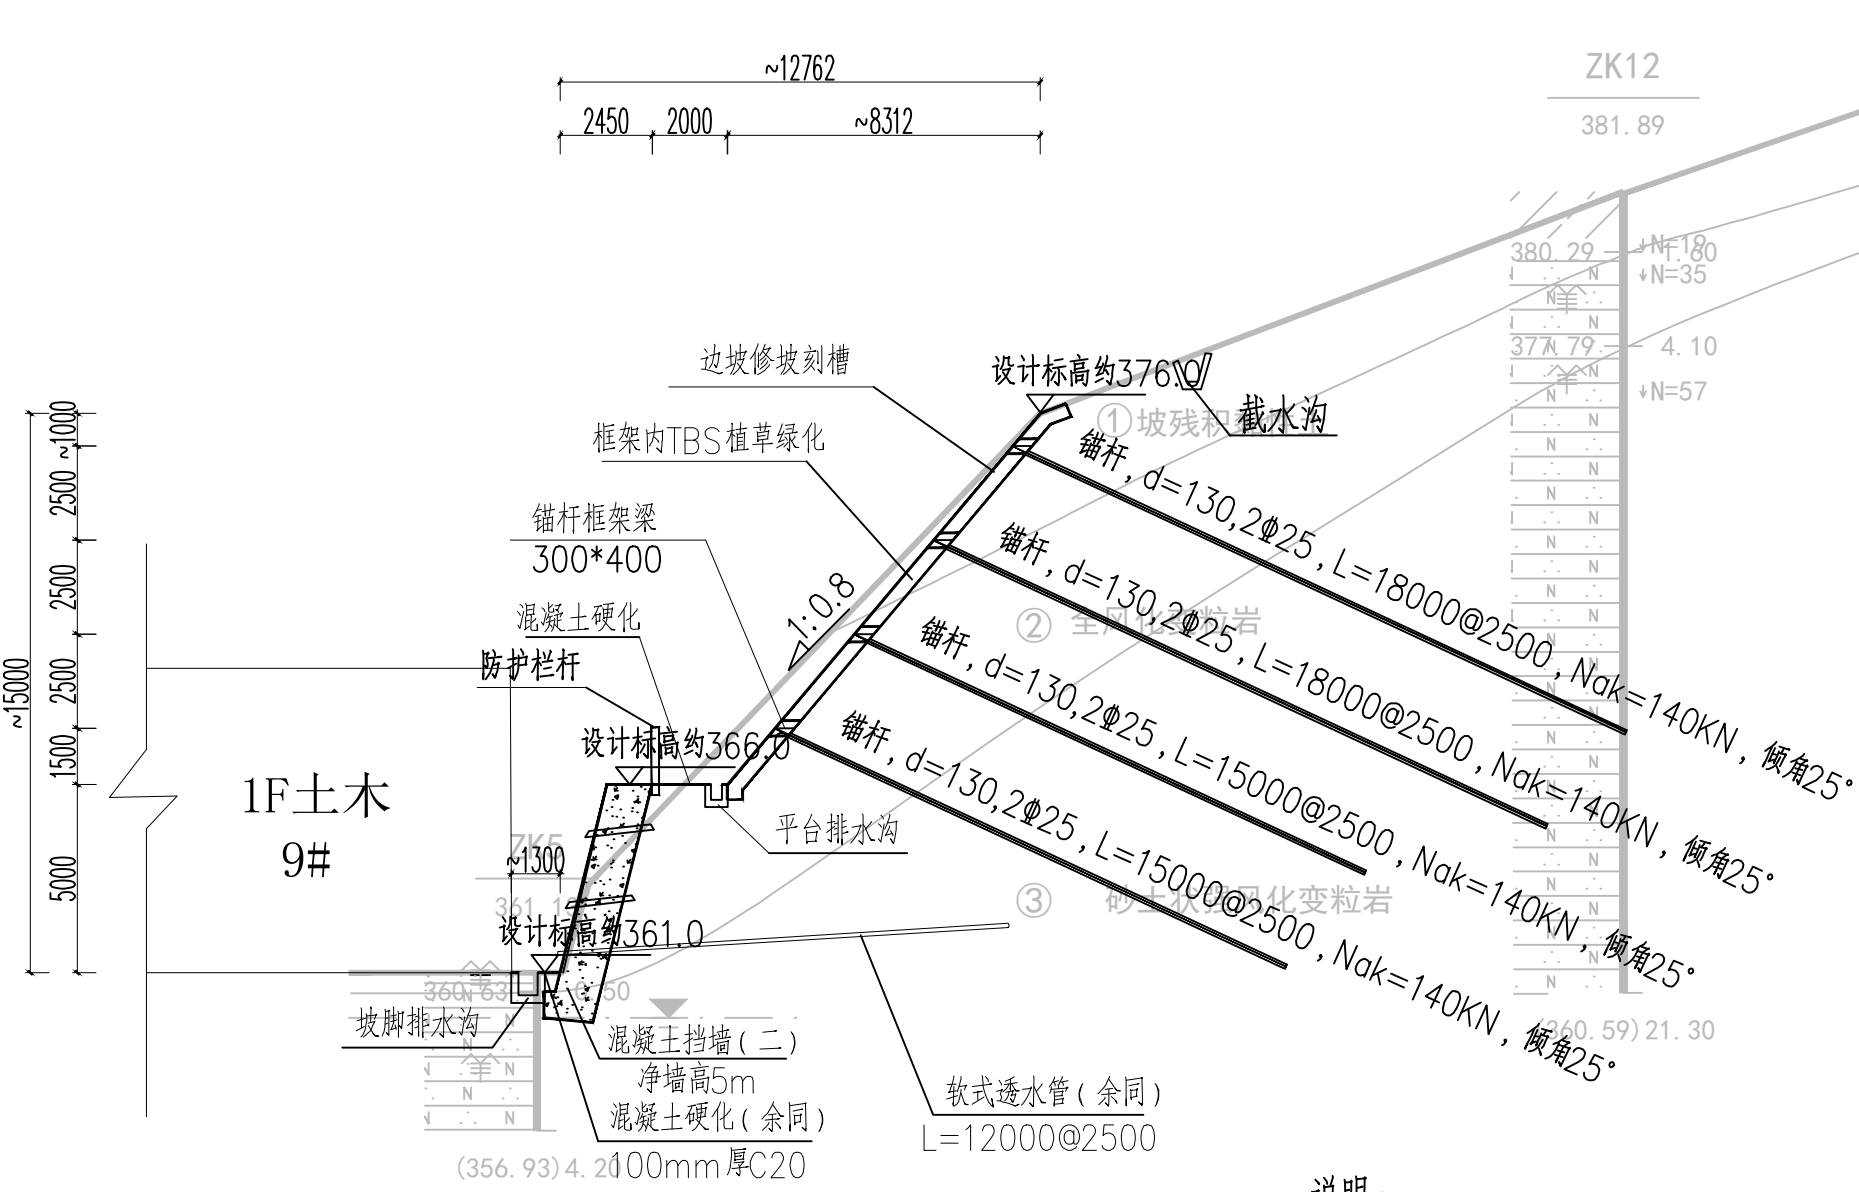 ~12762
2450
2000
~8312
ZK12
381.89
380.29
1.60
N=19
N=35
377.79
4.10
N=57
边坡修坡刻槽
设计标高约376.0
截水沟
①坡残积
框架内TBS植草绿化
锚杆框架梁
300*400
混凝土硬化
防护栏杆
1:0.8
设计标高约366.0
锚杆,d=130,2Φ25,L=18000@2500,Nak=140KN,倾角25°
锚杆,d=130,2Φ25,L=18000@2500,Nak=140KN,倾角25°
锚杆,d=130,2Φ25,L=15000@2500,Nak=140KN,倾角25°
锚杆,d=130,2Φ25,L=15000@2500,Nak=140KN,倾角25°
② 全风化变粒岩
③ 砂土状强风化变粒岩
~1000
2500
2500
2500
1500
5000
~15000
1F土木
9#
平台排水沟
ZK5
~1300
设计标高约361.0
360.63
0.50
坡脚排水沟
混凝土挡墙(二)
净墙高5m
混凝土硬化(余同)
100mm厚C20
(356.93)4.20
软式透水管(余同)
L=12000@2500
(360.59)21.30
说明: